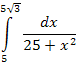 ∫_{5}^{5√3} dx / (25 + x²)